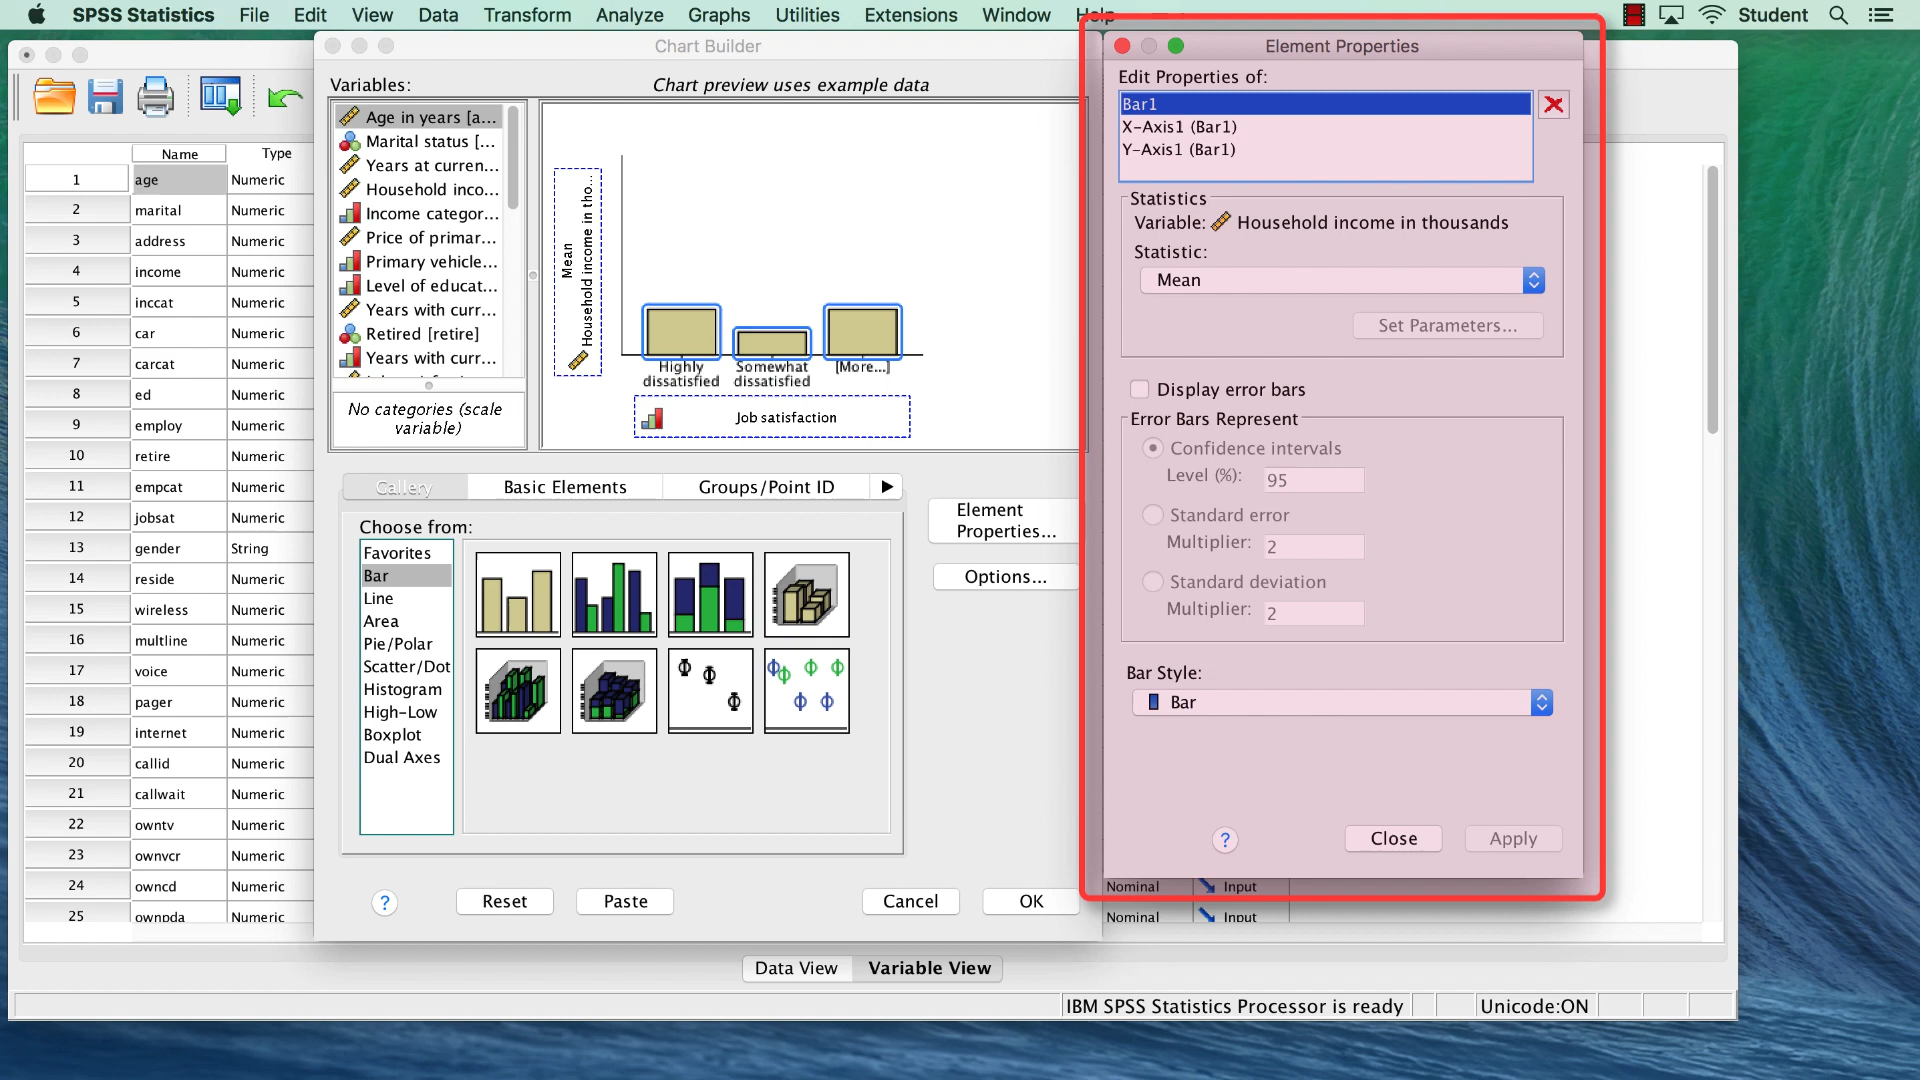 SPSS Statistics File Edit View Data Transform Analyze Graphs Utilities Extensions Window Help Student
Chart Builder
Element Properties
Variables:
Chart preview uses example data
Age in years [a...
Marital status [...
Years at curren...
Household inco...
Income categor...
Price of primar...
Primary vehicle...
Level of educat...
Years with curr...
Retired [retire]
Years with curr...
No categories (scale
variable)
Mean
Household income in tho...
Highly
dissatisfied
Somewhat
dissatisfied
[More...]
Job satisfaction
Gallery Basic Elements Groups/Point ID
Choose from:
Favorites
Bar
Line
Area
Pie/Polar
Scatter/Dot
Histogram
High-Low
Boxplot
Dual Axes
Element
Properties...
Options...
? Reset Paste Cancel OK
Edit Properties of:
Bar1
X-Axis1 (Bar1)
Y-Axis1 (Bar1)
Statistics
Variable: Household income in thousands
Statistic:
Mean
Set Parameters...
Display error bars
Error Bars Represent
Confidence intervals
Level (%): 95
Standard error
Multiplier: 2
Standard deviation
Multiplier: 2
Bar Style:
Bar
? Close Apply
Name Type
1 age Numeric
2 marital Numeric
3 address Numeric
4 income Numeric
5 inccat Numeric
6 car Numeric
7 carcat Numeric
8 ed Numeric
9 employ Numeric
10 retire Numeric
11 empcat Numeric
12 jobsat Numeric
13 gender String
14 reside Numeric
15 wireless Numeric
16 multline Numeric
17 voice Numeric
18 pager Numeric
19 internet Numeric
20 callid Numeric
21 callwait Numeric
22 owntv Numeric
23 ownvcr Numeric
24 owncd Numeric Nominal Input
25 ownpda Numeric Nominal Input
Data View Variable View
IBM SPSS Statistics Processor is ready Unicode:ON